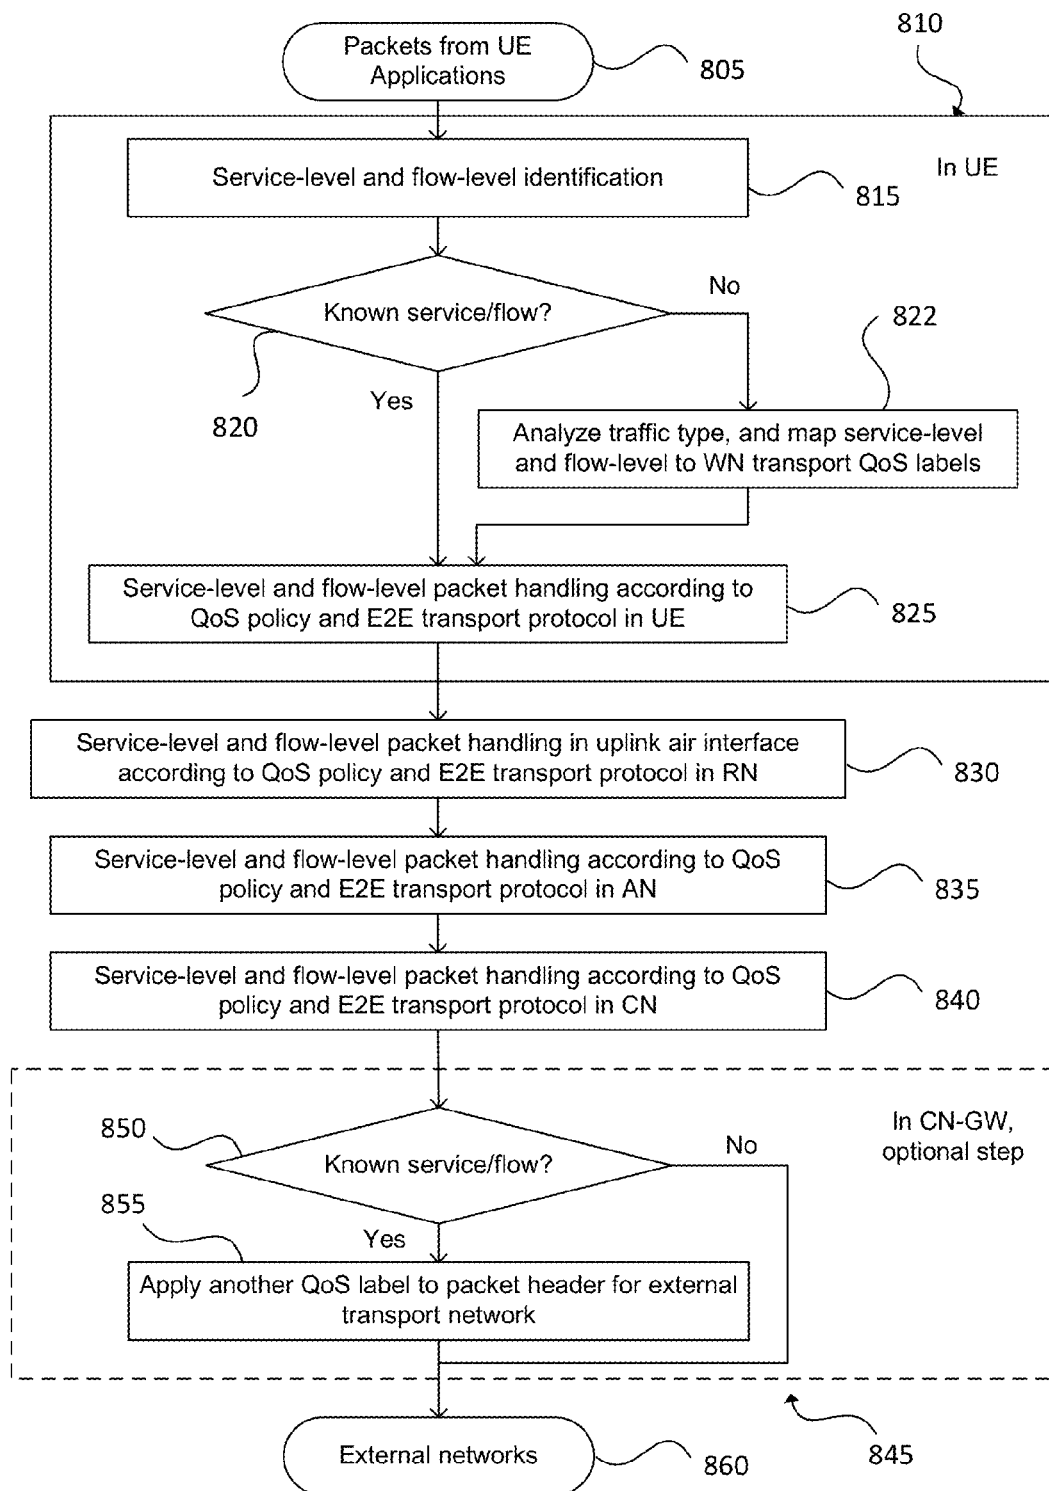 Packets from UE
Applications
805
810
In UE
Service-level and flow-level identification
815
Known service/flow?
No
820
Yes
822
Analyze traffic type, and map service-level
and flow-level to WN transport QoS labels
Service-level and flow-level packet handling according to
QoS policy and E2E transport protocol in UE
825
Service-level and flow-level packet handling in uplink air interface
according to QoS policy and E2E transport protocol in RN
830
Service-level and flow-level packet handling according to QoS
policy and E2E transport protocol in AN
835
Service-level and flow-level packet handling according to QoS
policy and E2E transport protocol in CN
840
In CN-GW,
optional step
850
Known service/flow?
No
855
Yes
Apply another QoS label to packet header for external
transport network
External networks
860
845